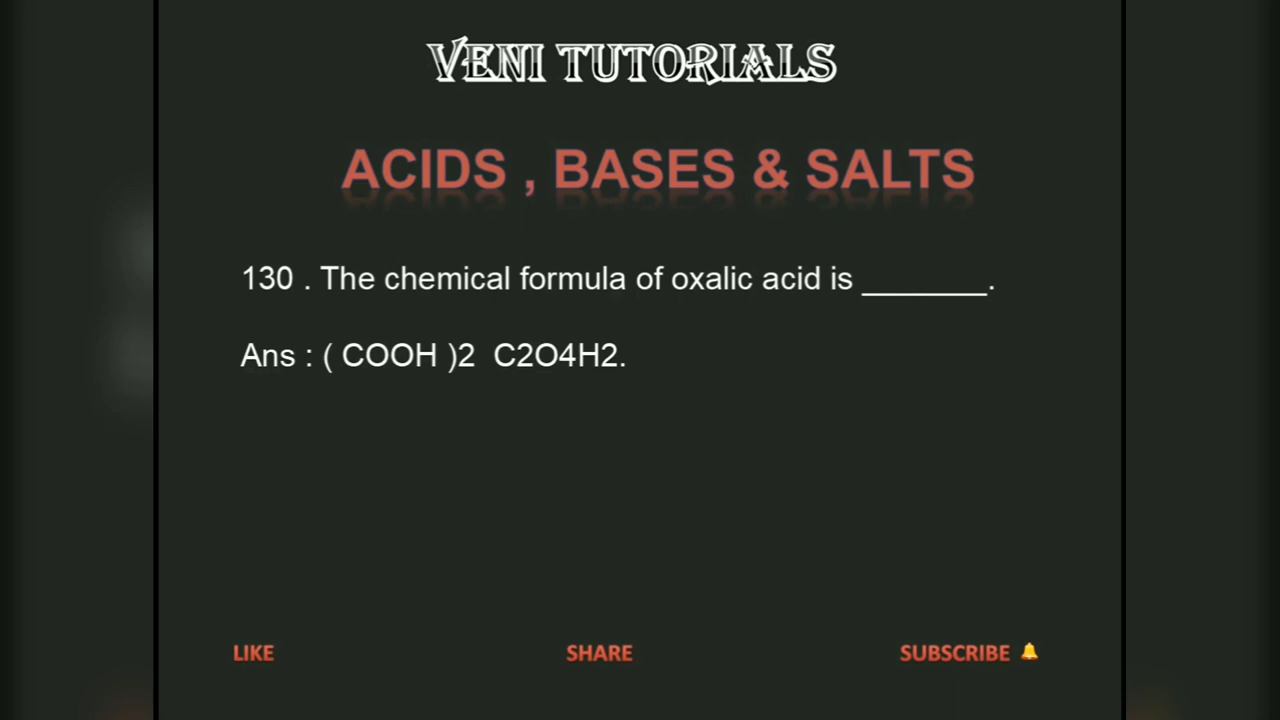 VENI TUTORIALS
ACIDS , BASES & SALTS
130 . The chemical formula of oxalic acid is _______.
Ans : ( COOH )2  C2O4H2.
LIKE SHARE SUBSCRIBE 🔔